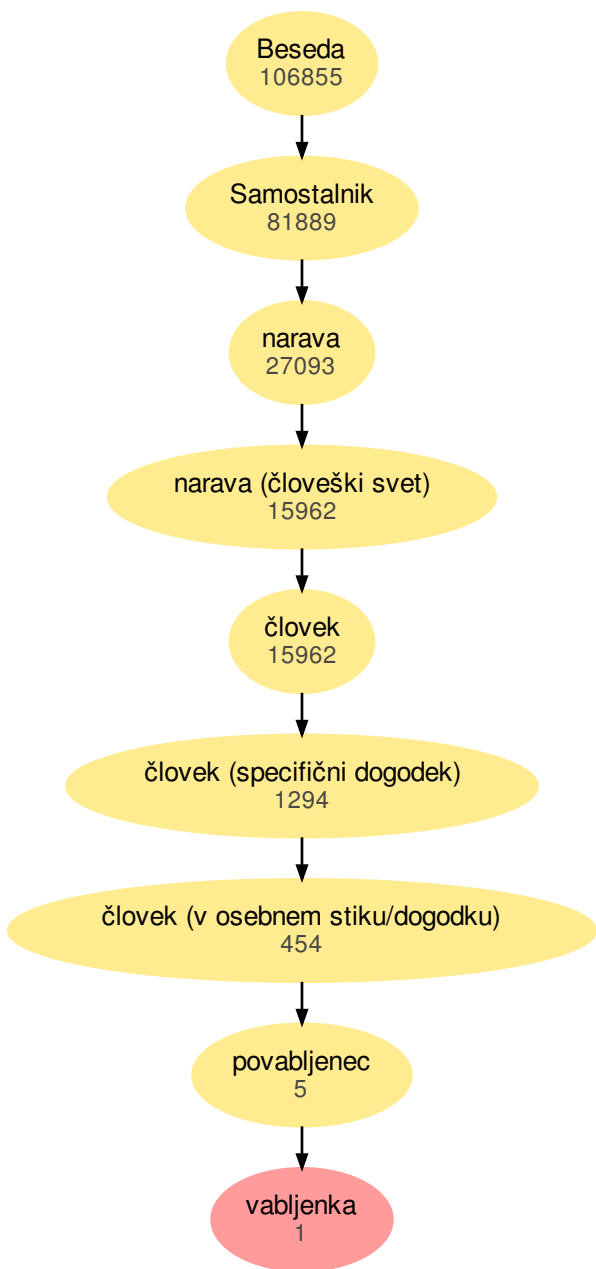 Beseda
106855
Samostalnik
81889
narava
27093
narava (človeški svet)
15962
človek
15962
človek (specifični dogodek)
1294
človek (v osebnem stiku/dogodku)
454
povabljenec
5
vabljenka
1